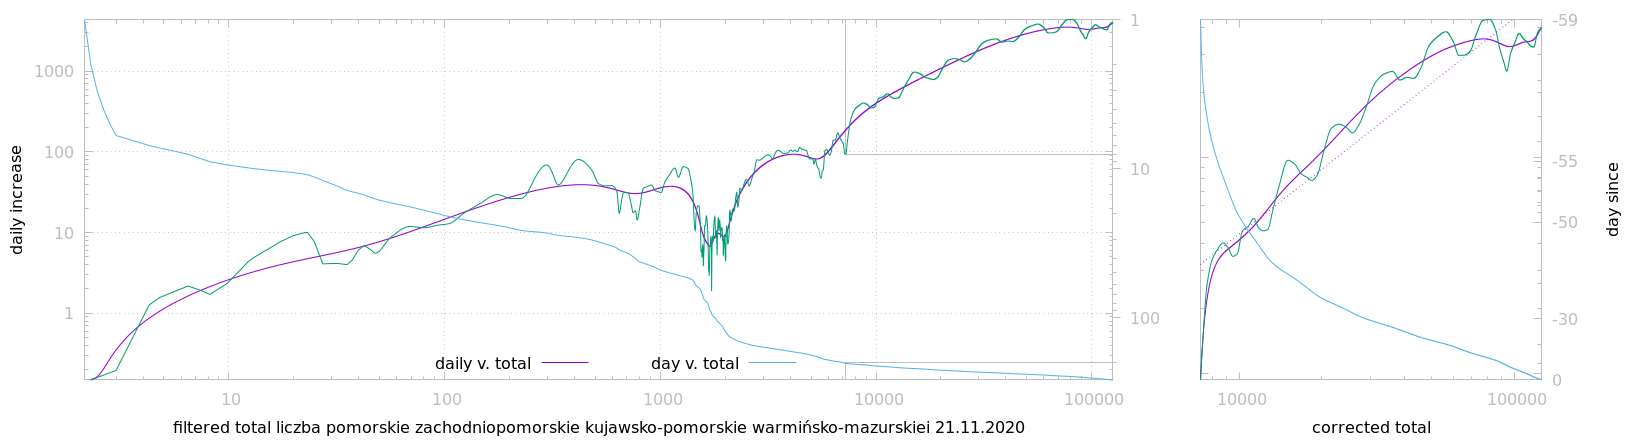 1 -59
1000
100
10 -55
daily increase
10 -50
day since
1
100 -30
daily v. total day v. total
0
10 100 1000 10000 100000 10000 100000
filtered total liczba pomorskie zachodniopomorskie kujawsko-pomorskie warmińsko-mazurskiei 21.11.2020 corrected total